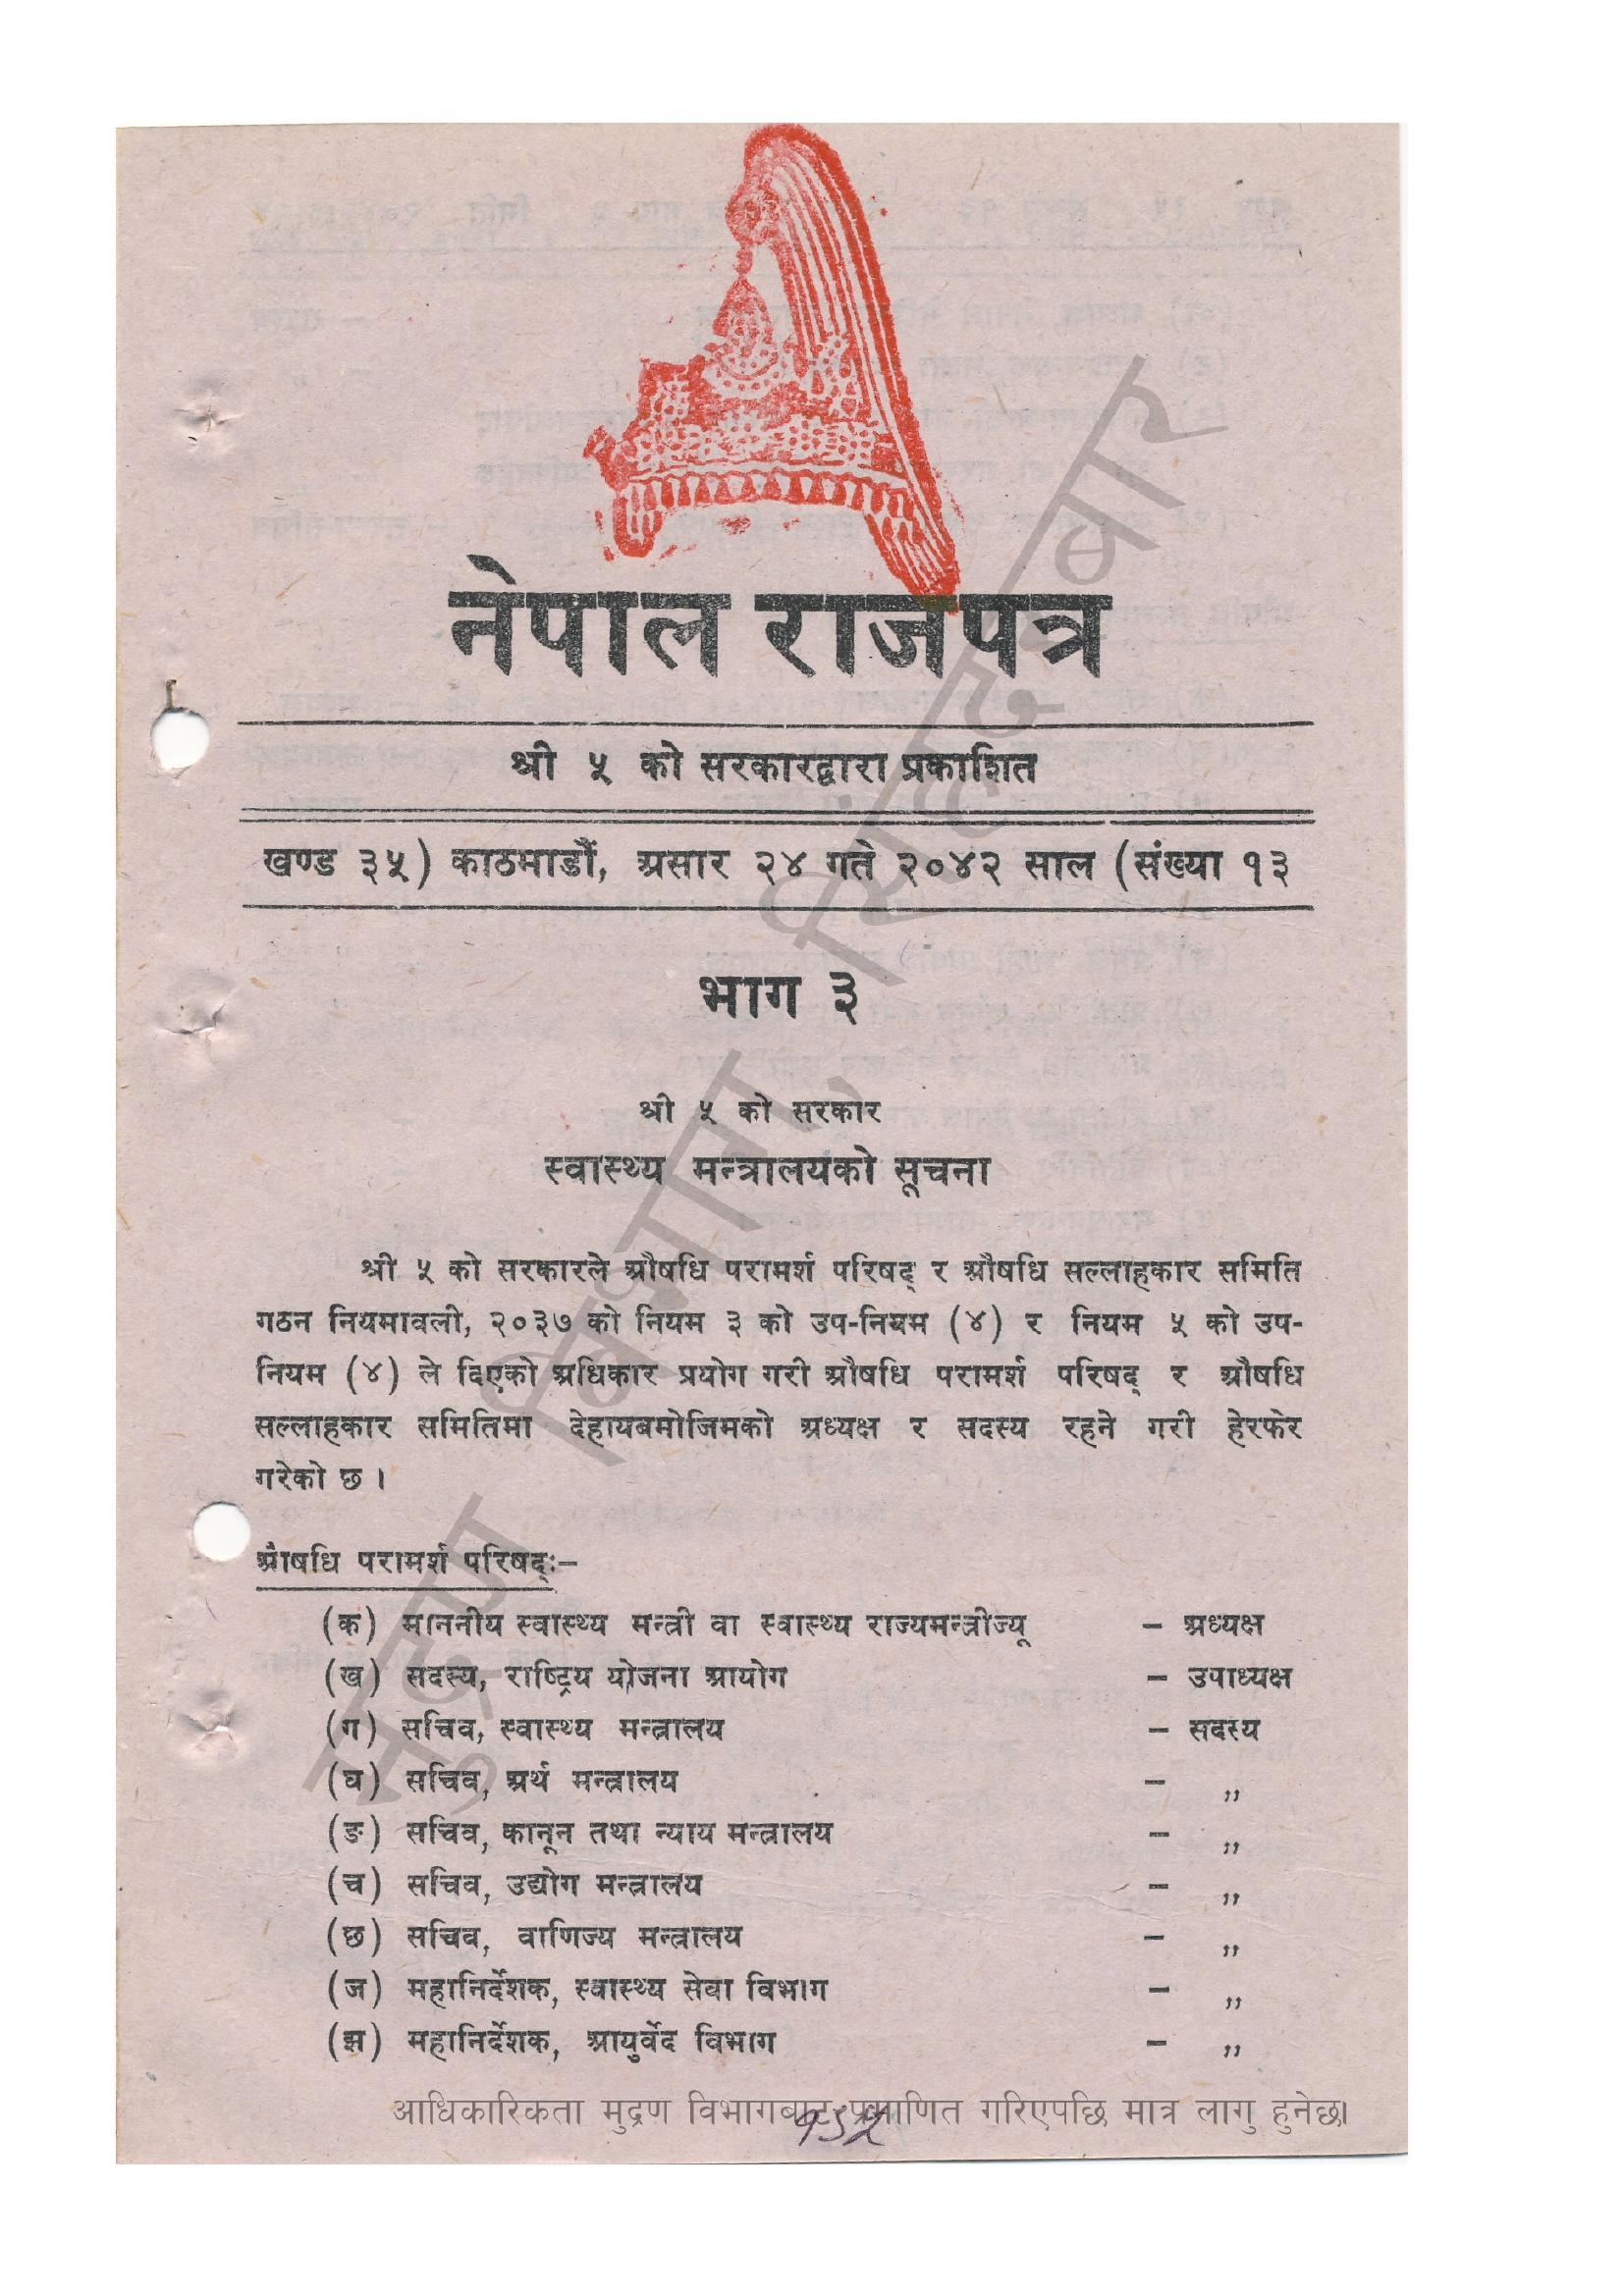 नेपाल राजपत्र
श्री ५ को सरकारद्वारा प्रकाशित
खण्ड ३५) काठमाडौं, असार २४ गते २०४२ साल (संख्या १३
भाग ३
श्री ५ को सरकार
स्वास्थ्य मन्त्रालयको सूचना
श्री ५ को सरकारले औषधि परामर्श परिषद् र औषधि सल्लाहकार समिति
गठन नियमावली, २०३७ को नियम ३ को उप-नियम (४) र नियम ५ को उप-
नियम (४) ले दिएको अधिकार प्रयोग गरी औषधि परामर्श परिषद् र औषधि
सल्लाहकार समितिमा देहायबमोजिमको अध्यक्ष र सदस्य रहने गरी हेरफेर
गरेको छ ।
औषधि परामर्श परिषद्ः–
(क) माननीय स्वास्थ्य मन्त्री वा स्वास्थ्य राज्यमन्त्रीज्यू – अध्यक्ष
(ख) सदस्य, राष्ट्रिय योजना आयोग – उपाध्यक्ष
(ग) सचिव, स्वास्थ्य मन्त्रालय – सदस्य
(घ) सचिव, अर्थ मन्त्रालय – ,,
(ङ) सचिव, कानून तथा न्याय मन्त्रालय – ,,
(च) सचिव, उद्योग मन्त्रालय – ,,
(छ) सचिव, वाणिज्य मन्त्रालय – ,,
(ज) महानिर्देशक, स्वास्थ्य सेवा विभाग – ,,
(झ) महानिर्देशक, आयुर्वेद विभाग – ,,
आधिकारिकता मुद्रण विभागबाट प्रमाणित गरिएपछि मात्र लागु हुनेछ।
मुद्रण विभाग, सिंहदरबार